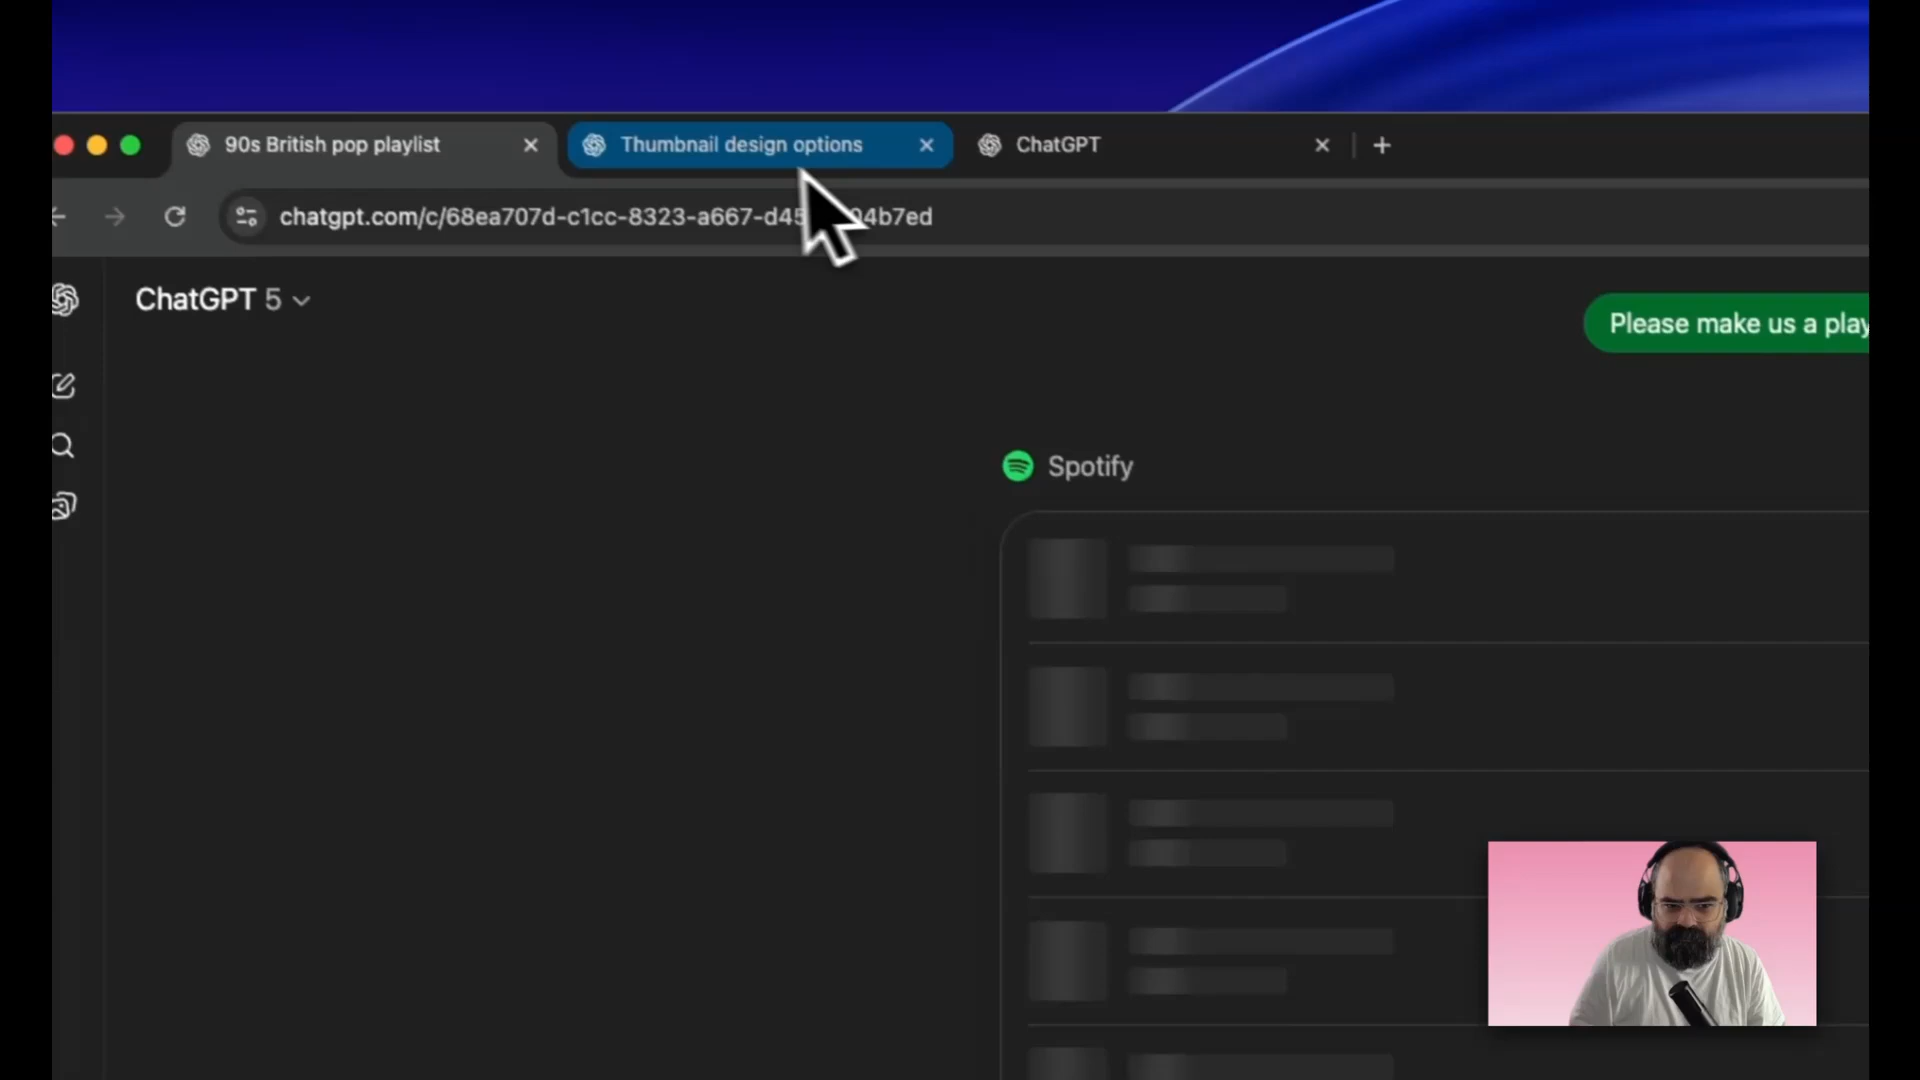 90s British pop playlist
Thumbnail design options
ChatGPT
chatgpt.com/c/68ea707d-c1cc-8323-a667-d45 04b7ed
ChatGPT 5
Please make us a play
Spotify